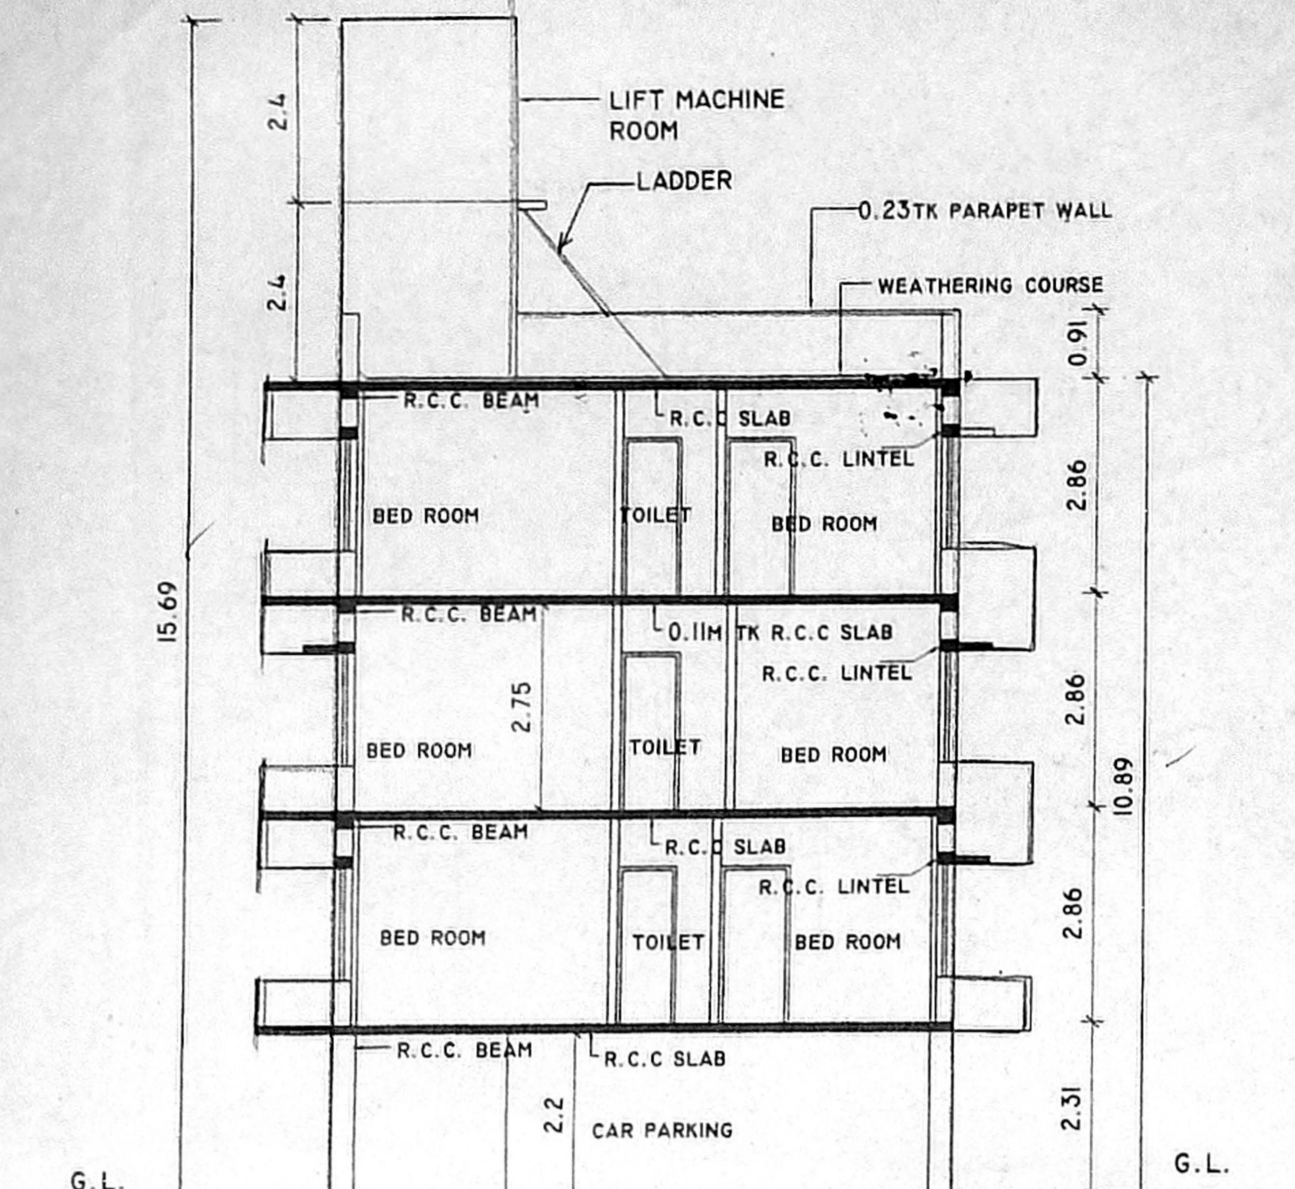 2.4
LIFT MACHINE
ROOM
LADDER
0.23TK PARAPET WALL
2.4
WEATHERING COURSE
0.91
R.C.C. BEAM
R.C.C SLAB
R.C.C. LINTEL
2.86
BED ROOM
TOILET
BED ROOM
15.69
R.C.C. BEAM
0.11M TK R.C.C SLAB
R.C.C. LINTEL
2.86
2.75
BED ROOM
TOILET
BED ROOM
10.89
R.C.C. BEAM
R.C.C SLAB
R.C.C. LINTEL
2.86
BED ROOM
TOILET
BED ROOM
R.C.C. BEAM
R.C.C SLAB
2.2
CAR PARKING
2.31
G.L.
G.L.